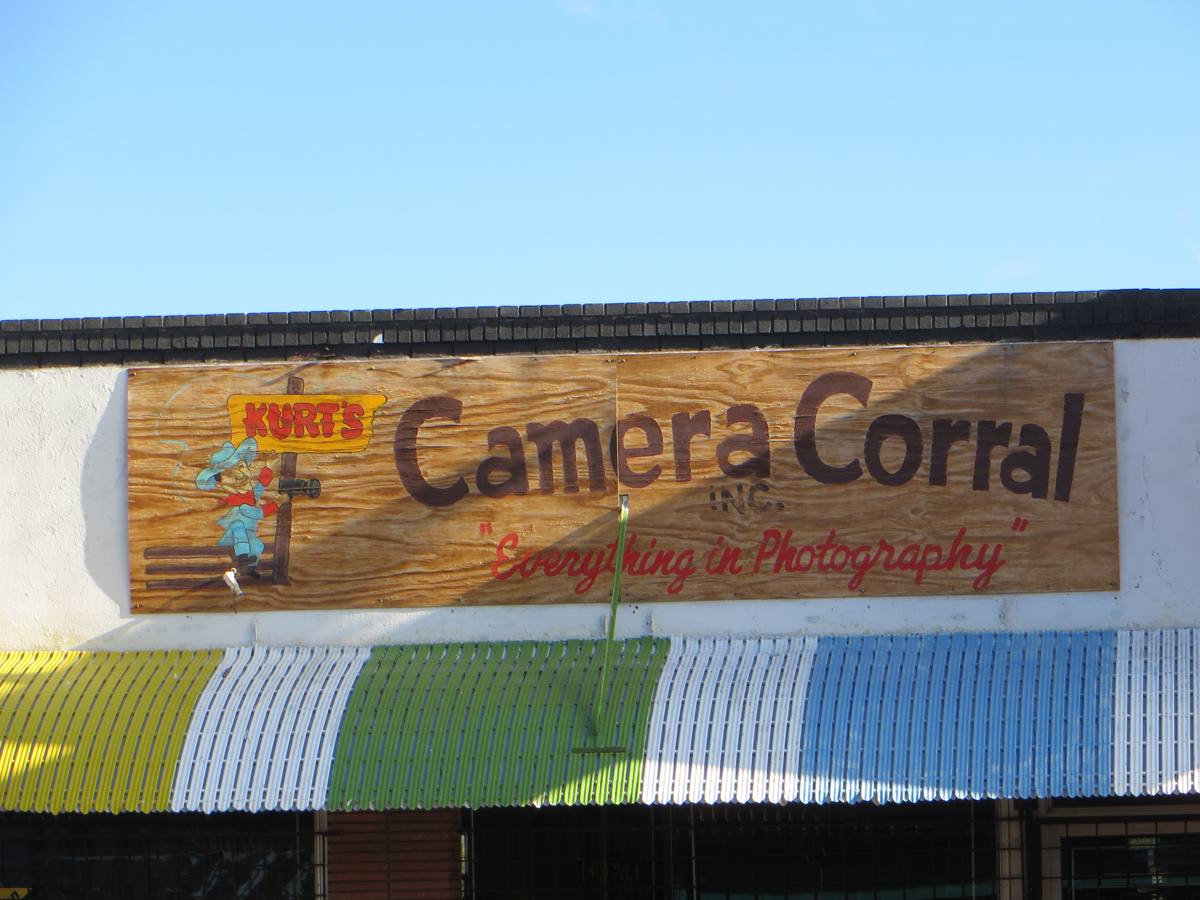 KURT'S
Camera Corral
INC.
"Everything in Photography"